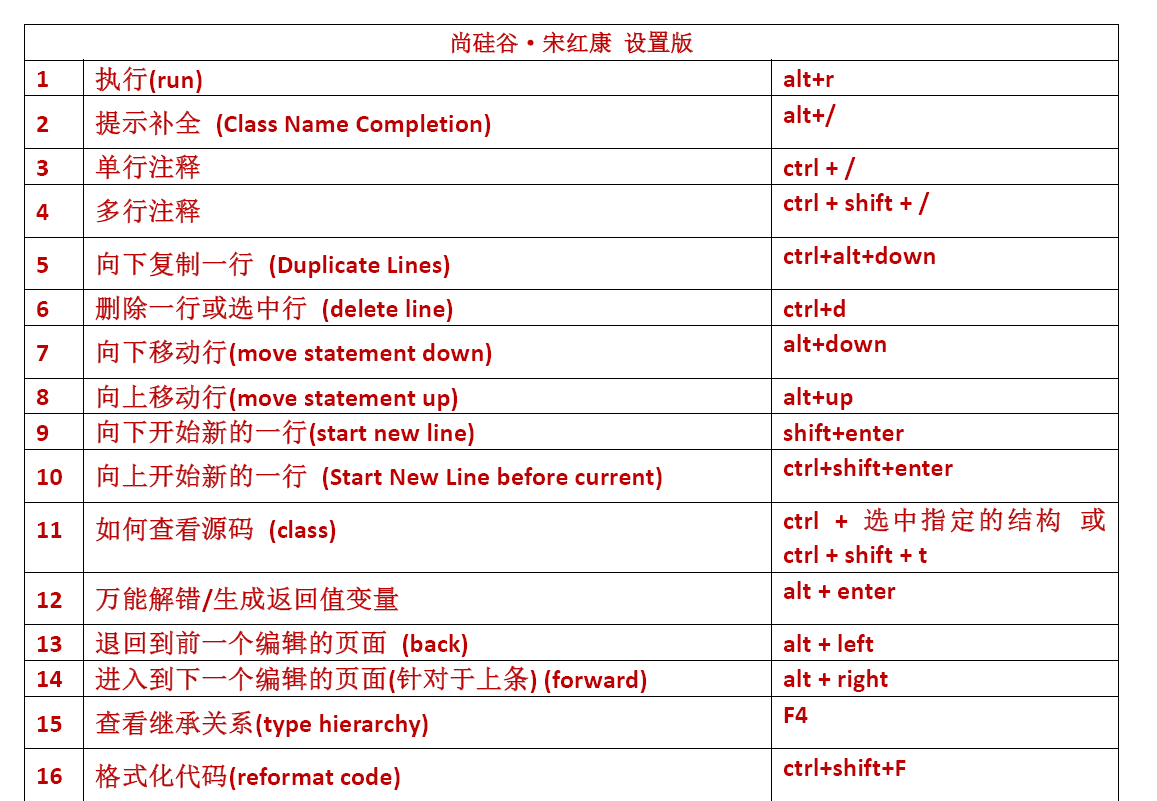 尚硅谷·宋红康 设置版
1 执行(run) alt+r
2 提示补全 (Class Name Completion) alt+/
3 单行注释 ctrl + /
4 多行注释 ctrl + shift + /
5 向下复制一行 (Duplicate Lines) ctrl+alt+down
6 删除一行或选中行 (delete line) ctrl+d
7 向下移动行(move statement down) alt+down
8 向上移动行(move statement up) alt+up
9 向下开始新的一行(start new line) shift+enter
10 向上开始新的一行 (Start New Line before current) ctrl+shift+enter
11 如何查看源码 (class) ctrl + 选中指定的结构 或
ctrl + shift + t
12 万能解错/生成返回值变量 alt + enter
13 退回到前一个编辑的页面 (back) alt + left
14 进入到下一个编辑的页面(针对于上条) (forward) alt + right
15 查看继承关系(type hierarchy) F4
16 格式化代码(reformat code) ctrl+shift+F